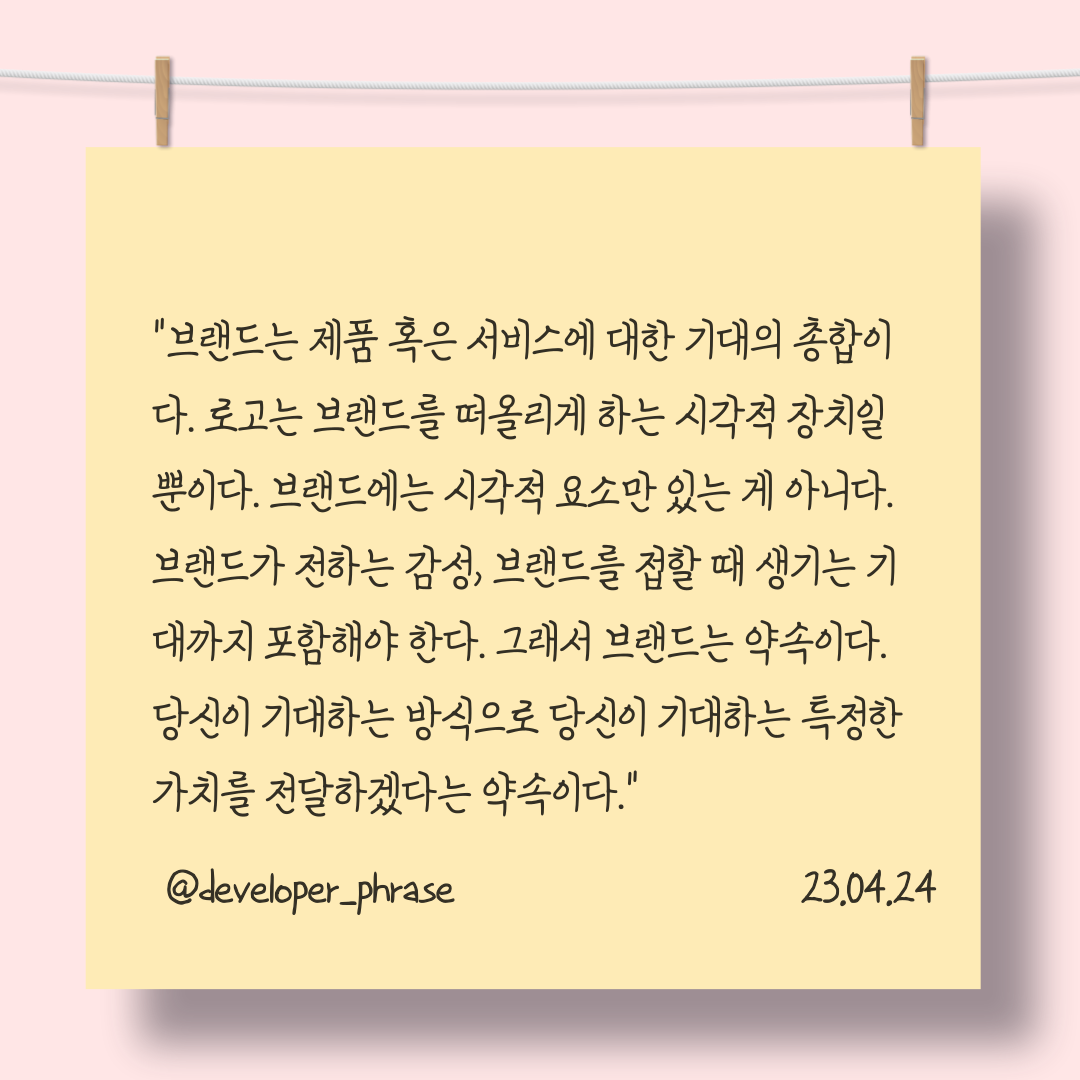 "브랜드는 제품 혹은 서비스에 대한 기대의 총합이
다. 로고는 브랜드를 떠올리게 하는 시각적 장치일
뿐이다. 브랜드에는 시각적 요소만 있는 게 아니다.
브랜드가 전하는 감성, 브랜드를 접할 때 생기는 기
대까지 포함해야 한다. 그래서 브랜드는 약속이다.
당신이 기대하는 방식으로 당신이 기대하는 특정한
가치를 전달하겠다는 약속이다."
@developer_phrase 23.04.24